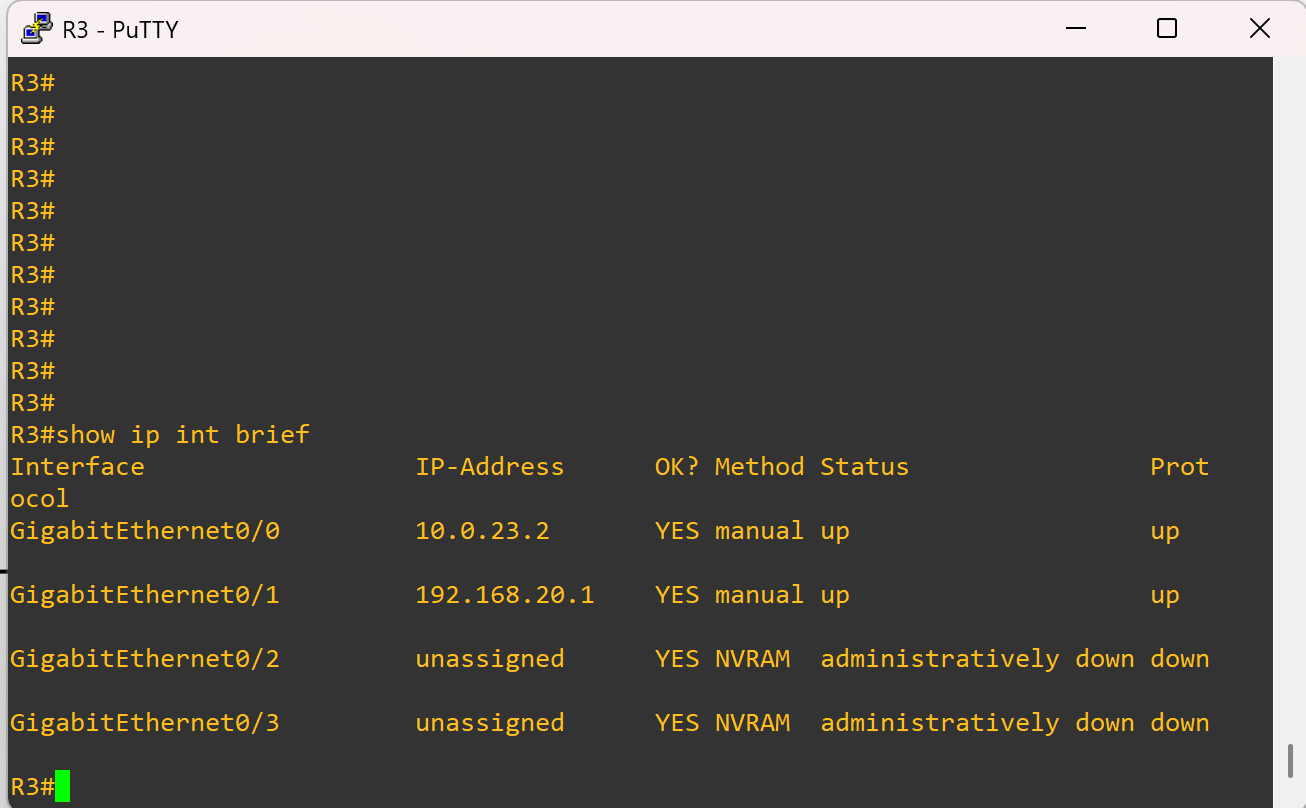 R3 - PuTTY
R3#
R3#
R3#
R3#
R3#
R3#
R3#
R3#
R3#
R3#
R3#
R3#show ip int brief
Interface                  IP-Address      OK? Method Status                Prot
ocol
GigabitEthernet0/0         10.0.23.2       YES manual up                    up
GigabitEthernet0/1         192.168.20.1    YES manual up                    up
GigabitEthernet0/2         unassigned      YES NVRAM  administratively down down
GigabitEthernet0/3         unassigned      YES NVRAM  administratively down down
R3#